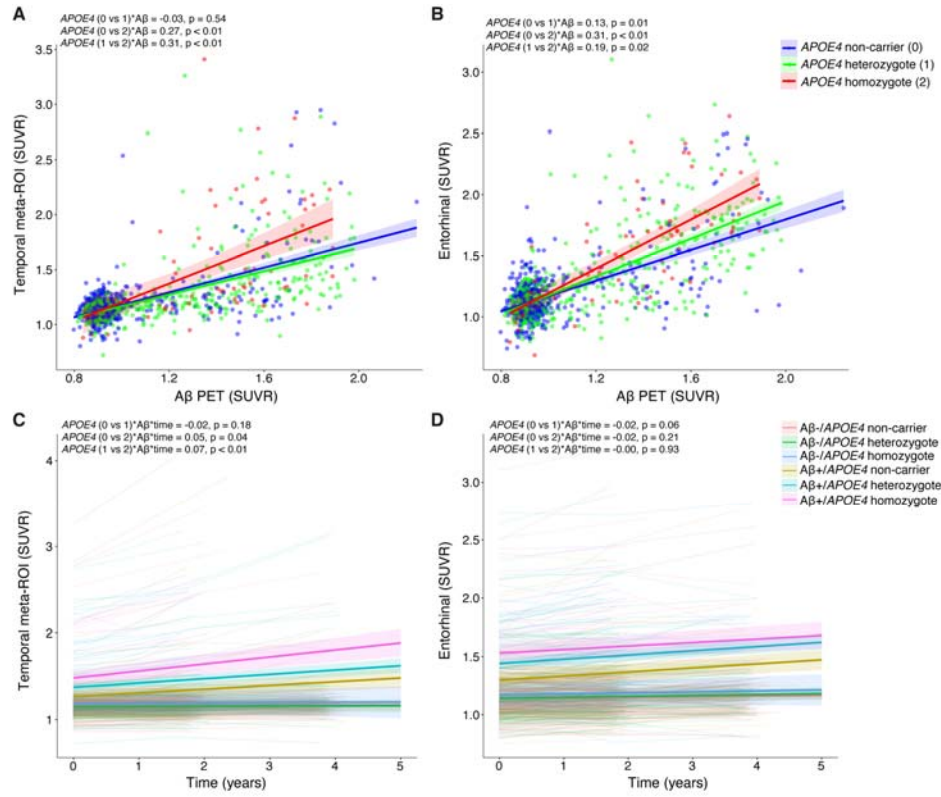 A
APOE4 (0 vs 1)*Aβ = -0.03, p = 0.54
APOE4 (0 vs 2)*Aβ = 0.27, p < 0.01
APOE4 (1 vs 2)*Aβ = 0.31, p < 0.01
Temporal meta-ROI (SUVR)
3.5
3.0
2.5
2.0
1.5
1.0
0.8
1.2
1.6
2.0
Aβ PET (SUVR)
B
APOE4 (0 vs 1)*Aβ = 0.13, p = 0.01
APOE4 (0 vs 2)*Aβ = 0.31, p < 0.01
APOE4 (1 vs 2)*Aβ = 0.19, p = 0.02
Entorhinal (SUVR)
3.0
2.5
2.0
1.5
1.0
0.8
1.2
1.6
2.0
Aβ PET (SUVR)
APOE4 non-carrier (0)
APOE4 heterozygote (1)
APOE4 homozygote (2)
C
APOE4 (0 vs 1)*Aβ*time = -0.02, p = 0.18
APOE4 (0 vs 2)*Aβ*time = 0.05, p = 0.04
APOE4 (1 vs 2)*Aβ*time = 0.07, p < 0.01
Temporal meta-ROI (SUVR)
4
3
2
1
0
1
2
3
4
5
Time (years)
D
APOE4 (0 vs 1)*Aβ*time = -0.02, p = 0.06
APOE4 (0 vs 2)*Aβ*time = -0.02, p = 0.21
APOE4 (1 vs 2)*Aβ*time = -0.00, p = 0.93
Entorhinal (SUVR)
3.0
2.5
2.0
1.5
1.0
0
1
2
3
4
5
Time (years)
Aβ-/APOE4 non-carrier
Aβ-/APOE4 heterozygote
Aβ-/APOE4 homozygote
Aβ+/APOE4 non-carrier
Aβ+/APOE4 heterozygote
Aβ+/APOE4 homozygote